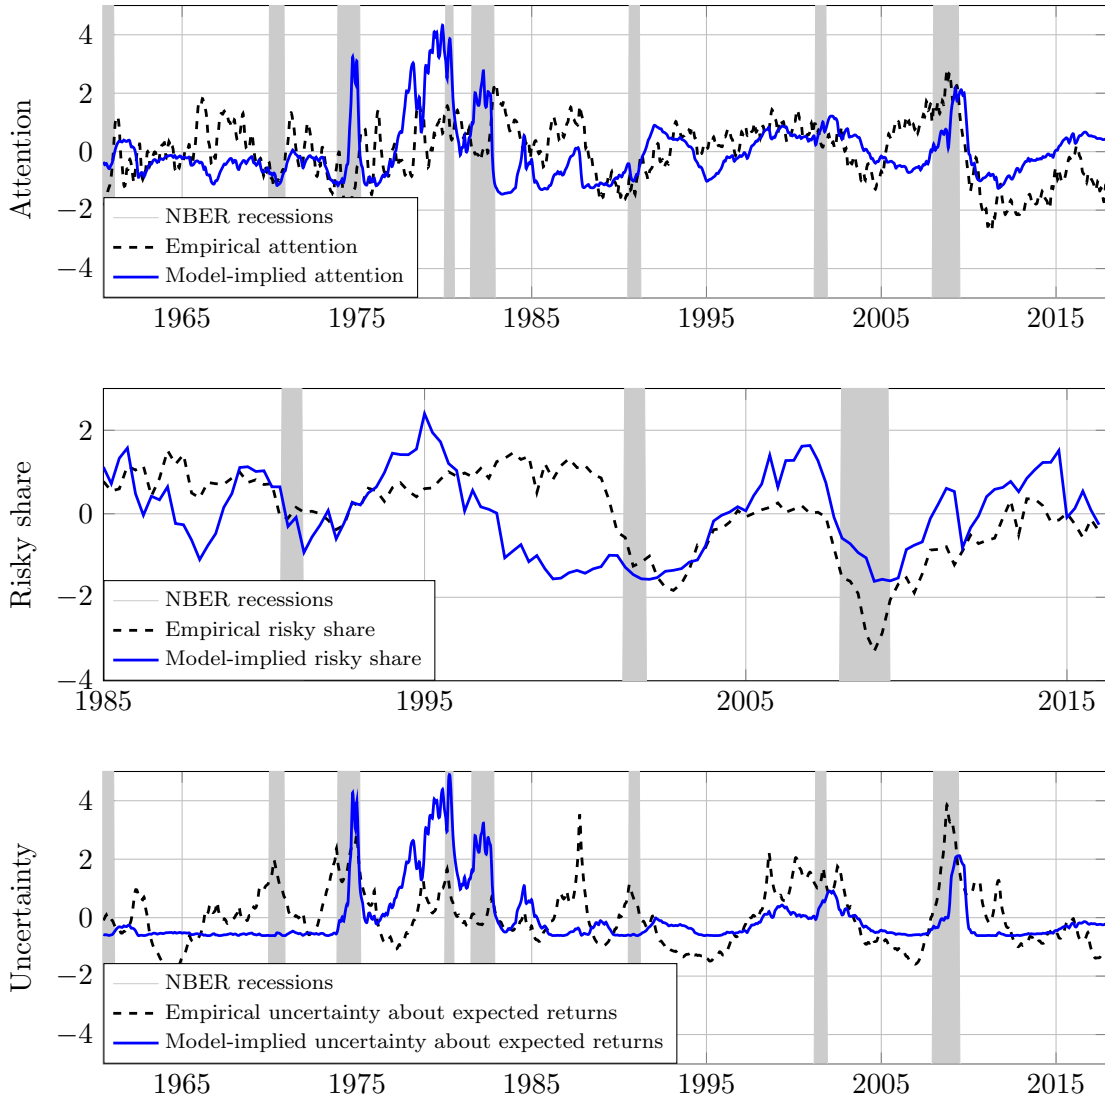 4
2
0
−2
−4
Attention
NBER recessions
Empirical attention
Model-implied attention
1965 1975 1985 1995 2005 2015
2
0
−2
−4
Risky share
NBER recessions
Empirical risky share
Model-implied risky share
1985 1995 2005 2015
4
2
0
−2
−4
Uncertainty
NBER recessions
Empirical uncertainty about expected returns
Model-implied uncertainty about expected returns
1965 1975 1985 1995 2005 2015